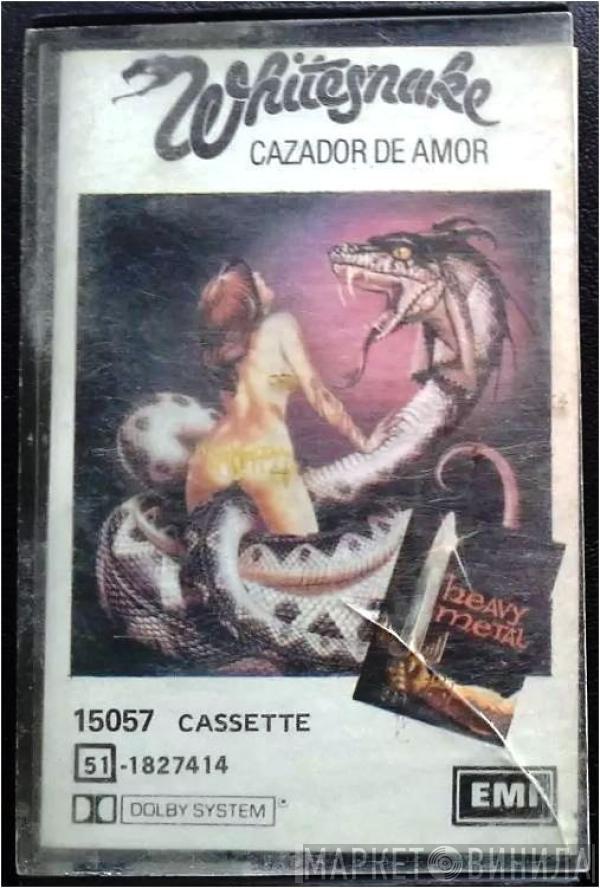 Whitesnake
CAZADOR DE AMOR
heavy
metal
15057 CASSETTE
51-1827414
DOLBY SYSTEM
EMI
МАРКЕТ ВИНИЛА